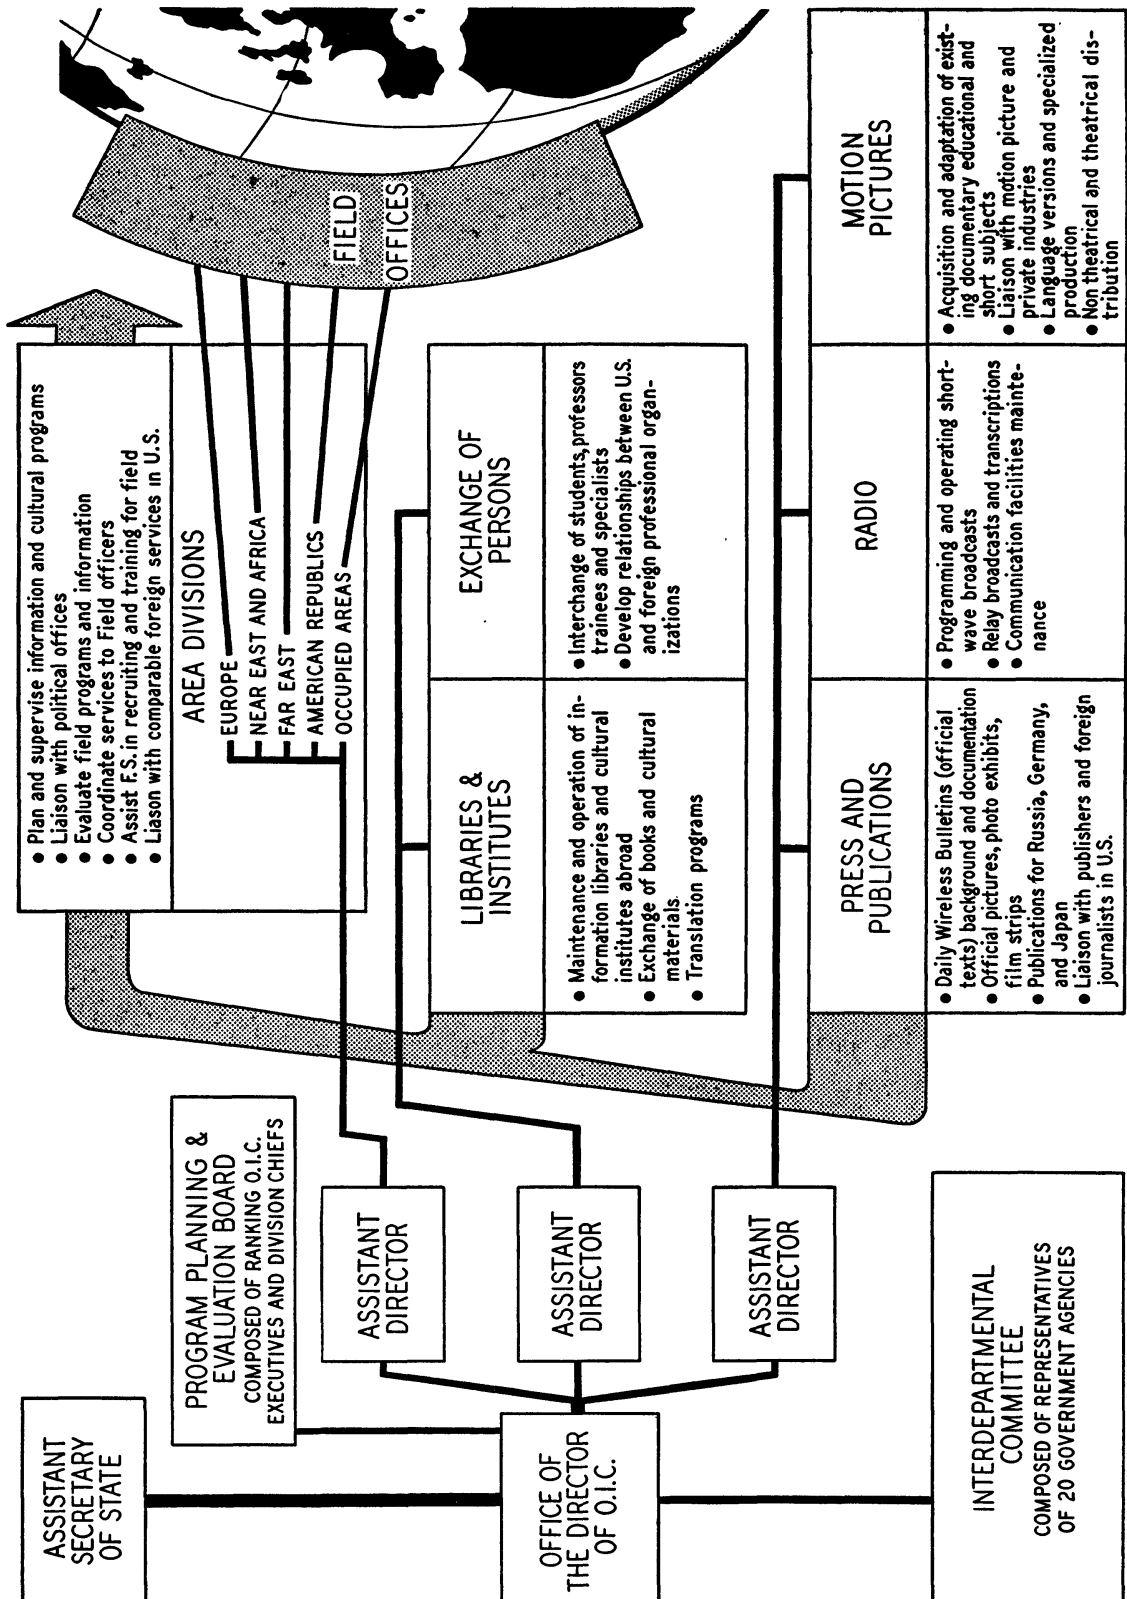 ASSISTANT
SECRETARY
OF STATE
OFFICE OF
THE DIRECTOR
OF O.I.C.
INTERDEPARTMENTAL
COMMITTEE
COMPOSED OF REPRESENTATIVES
OF 20 GOVERNMENT AGENCIES
PROGRAM PLANNING &
EVALUATION BOARD
COMPOSED OF RANKING O.I.C.
EXECUTIVES AND DIVISION CHIEFS
ASSISTANT
DIRECTOR
ASSISTANT
DIRECTOR
ASSISTANT
DIRECTOR
• Plan and supervise information and cultural programs
• Liaison with political offices
• Evaluate field programs and information
• Coordinate services to Field officers
• Assist F.S. in recruiting and training for field
• Liason with comparable foreign services in U.S.
AREA DIVISIONS
EUROPE
NEAR EAST AND AFRICA
FAR EAST
AMERICAN REPUBLICS
OCCUPIED AREAS
FIELD
OFFICES
LIBRARIES &
INSTITUTES
• Maintenance and operation of in-
formation libraries and cultural
institutes abroad
• Exchange of books and cultural
materials
• Translation programs
EXCHANGE OF
PERSONS
• Interchange of students, professors
trainees and specialists
• Develop relationships between U.S.
and foreign professional organ-
izations
PRESS AND
PUBLICATIONS
• Daily Wireless Bulletins (official
texts) background and documentation
• Official pictures, photo exhibits,
film strips
• Publications for Russia, Germany,
and Japan
• Liaison with publishers and foreign
journalists in U.S.
RADIO
• Programming and operating short-
wave broadcasts
• Relay broadcasts and transcriptions
• Communication facilities mainte-
nance
MOTION
PICTURES
• Acquisition and adaptation of exist-
ing documentary educational and
short subjects
• Liaison with motion picture and
private industries
• Language versions and specialized
production
• Non theatrical and theatrical dis-
tribution